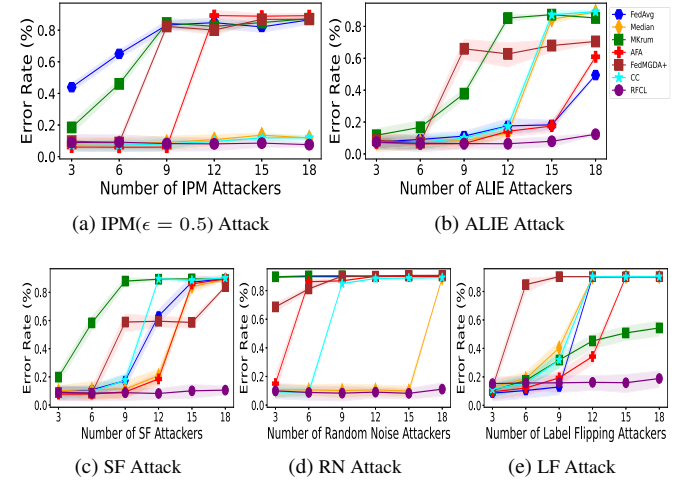 Error Rate (%)
0.8
0.6
0.4
0.2
0.0
3 6 9 12 15 18
Number of IPM Attackers
(a) IPM(ϵ = 0.5) Attack
Error Rate (%)
0.8
0.6
0.4
0.2
0.0
3 6 9 12 15 18
Number of ALIE Attackers
(b) ALIE Attack
FedAvg
Median
MKrum
AFA
FedMGDA+
CC
RFCL
Error Rate (%)
0.8
0.6
0.4
0.2
0.0
3 6 9 12 15 18
Number of SF Attackers
(c) SF Attack
Error Rate (%)
0.8
0.6
0.4
0.2
0.0
3 6 9 12 15 18
Number of Random Noise Attackers
(d) RN Attack
Error Rate (%)
0.8
0.6
0.4
0.2
0.0
3 6 9 12 15 18
Number of Label Flipping Attackers
(e) LF Attack